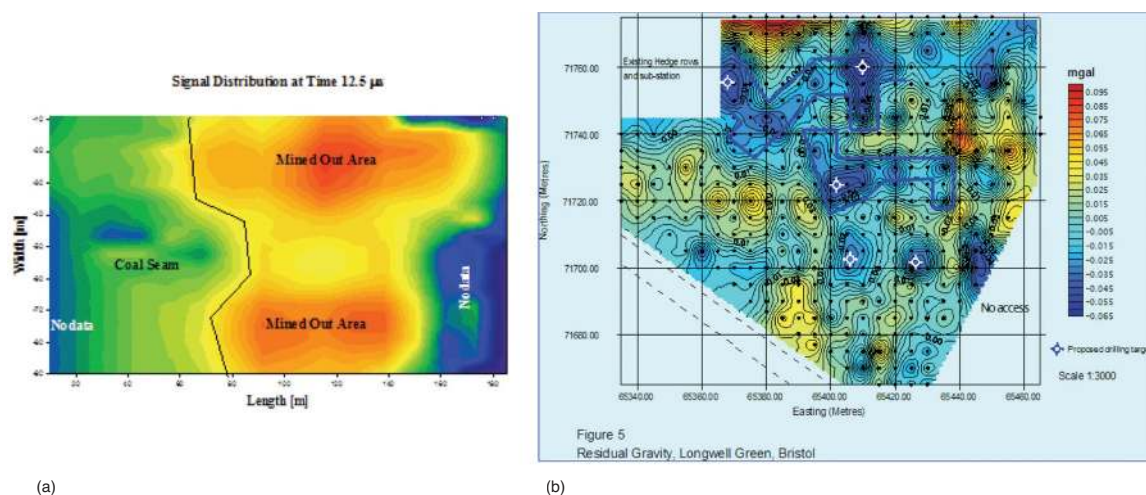 Signal Distribution at Time 12.5 µs
Mined Out Area
Coal Seam
No data
No data
Mined Out Area
Width [m]
Length [m]
(a)
Existing Hedge rows
and sub-station
71760.00
71740.00
71720.00
71700.00
71680.00
Northing (Metres)
65340.00 65360.00 65380.00 65400.00 65420.00 65440.00 65460.00
Easting (Metres)
No access
mgal
0.095
0.085
0.075
0.065
0.055
0.045
0.035
0.025
0.015
0.005
-0.005
-0.015
-0.025
-0.035
-0.045
-0.055
-0.065
Proposed drilling target
Scale 1:3000
Figure 5
Residual Gravity, Longwell Green, Bristol
(b)